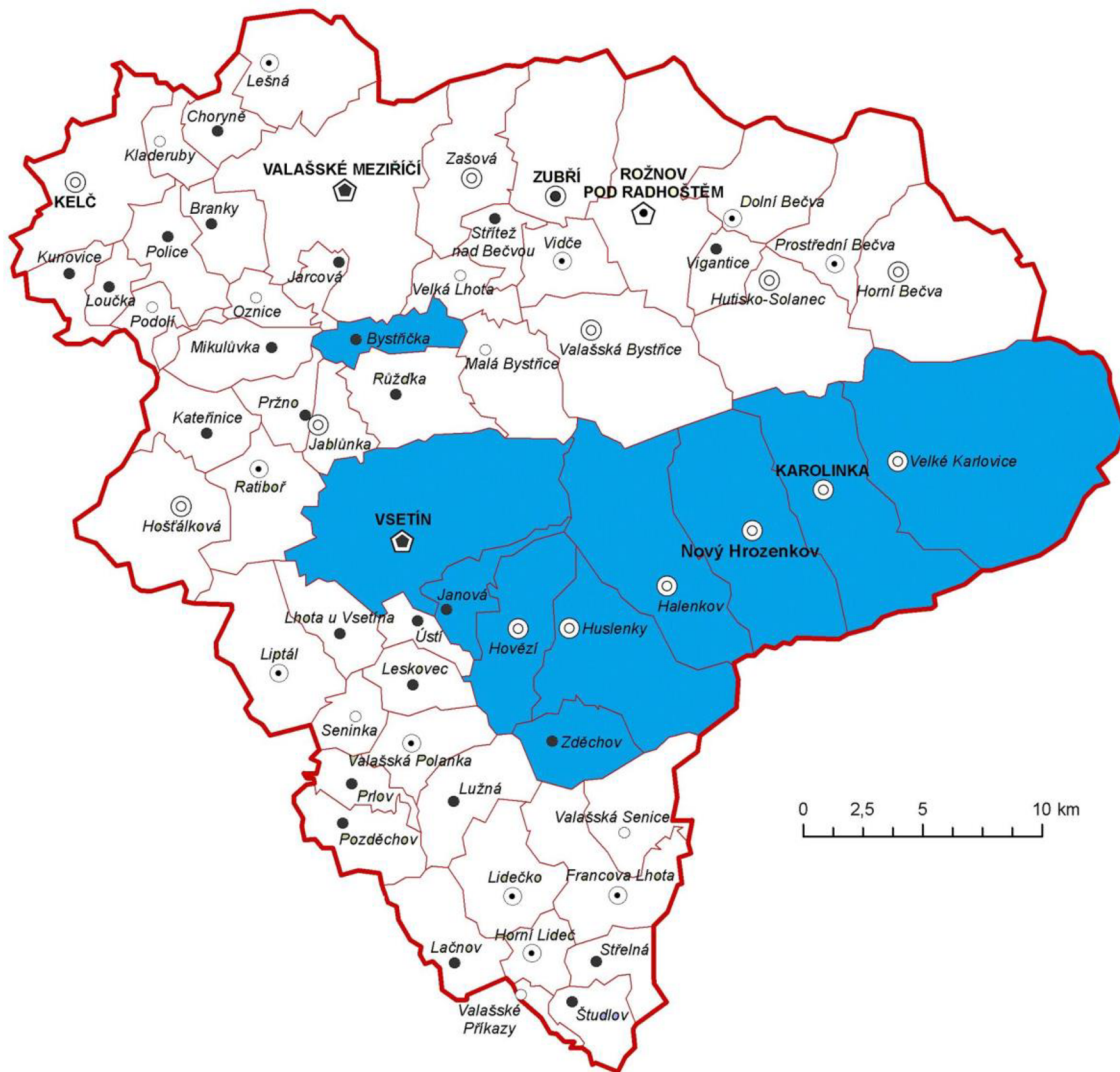 Lešná
Choryně
Kladeruby
VALAŠSKÉ MEZIŘÍČÍ
Zašová
ZUBŘÍ
ROŽNOV
POD RADHOŠTĚM
KELČ
Branky
Dolní Bečva
Police
Střítež
nad Bečvou
Vidče
Prostřední Bečva
Kunovice
Jarcová
Vigantice
Loučka
Velká Lhota
Hutisko-Solanec
Horní Bečva
Podolí
Oznice
Bystřička
Mikulůvka
Valašská Bystřice
Malá Bystřice
Růžďka
Pržno
Kateřinice
Jablůnka
Velké Karlovice
KAROLINKA
Ratiboř
Hošťálková
VSETÍN
Nový Hrozenkov
Janová
Halenkov
Lhota u Vsetína
Ústí
Huslenky
Hovězí
Liptál
Leskovec
Seninka
Zděchov
Valašská Polanka
Prlov
Lužná
0 2,5 5 10 km
Valašská Senice
Pozděchov
Lidečko
Francova Lhota
Horní Lideč
Lačnov
Střelná
Valašské
Příkazy
Študlov